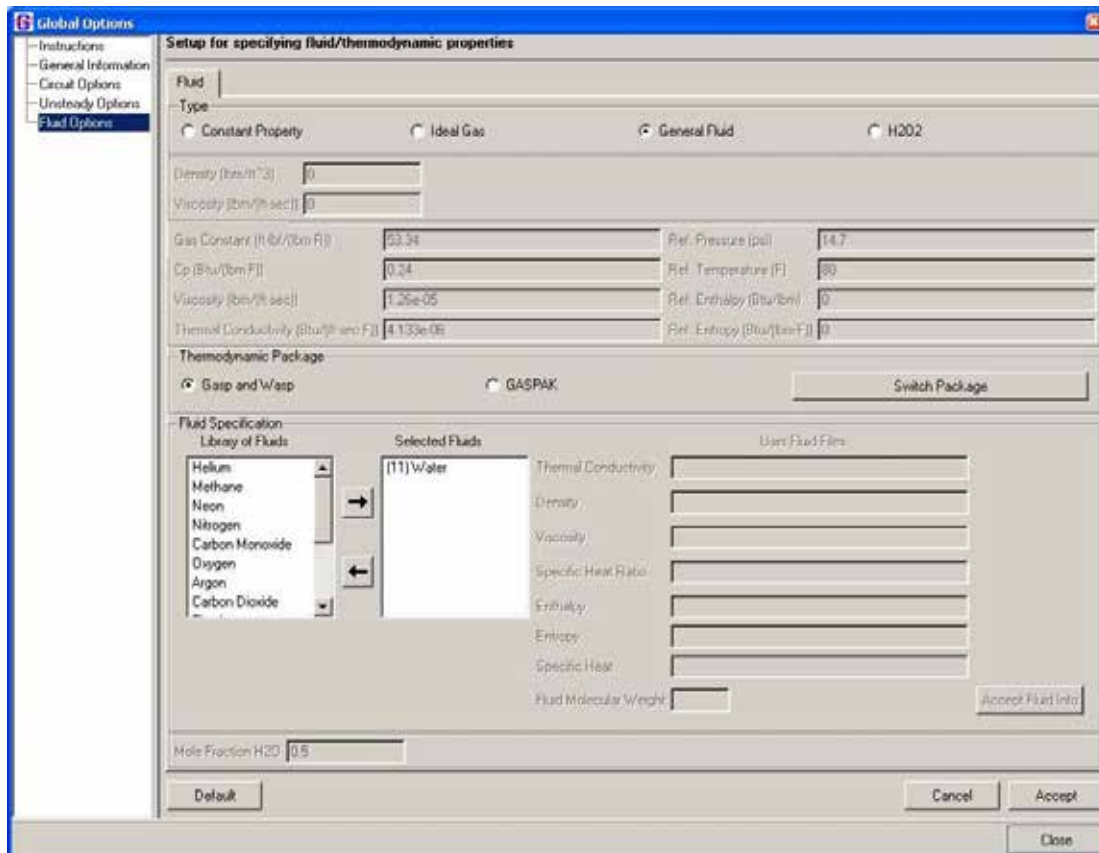 Global Options
Instructions
General Information
Circuit Options
Unsteady Options
Fluid Options
Setup for specifying fluid/thermodynamic properties
Fluid
Type
Constant Property
Ideal Gas
General Fluid
H2O2
Density (lbm/ft^3) 0
Viscosity (lbm/(ft-sec)) 0
Gas Constant (ft-lbf/(lbm-R)) 53.34 Ref. Pressure (psi) 14.7
Cp (Btu/(lbm F)) 0.24 Ref. Temperature (F) 80
Viscosity (lbm/(ft-sec)) 1.26e-05 Ref. Enthalpy (Btu/lbm) 0
Thermal Conductivity (Btu/(ft-sec-F)) 4.133e-06 Ref. Entropy (Btu/(lbm-F)) 0
Thermodynamic Package
Gasp and Wasp
GASPAK
Switch Package
Fluid Specification
Library of Fluids
Helium
Methane
Neon
Nitrogen
Carbon Monoxide
Oxygen
Argon
Carbon Dioxide
Selected Fluids
(11) Water
User Fluid Files
Thermal Conductivity
Density
Viscosity
Specific Heat Ratio
Enthalpy
Entropy
Specific Heat
Fluid Molecular Weight
Accept Fluid Info
Mole Fraction H2O 0.5
Default
Cancel
Accept
Close